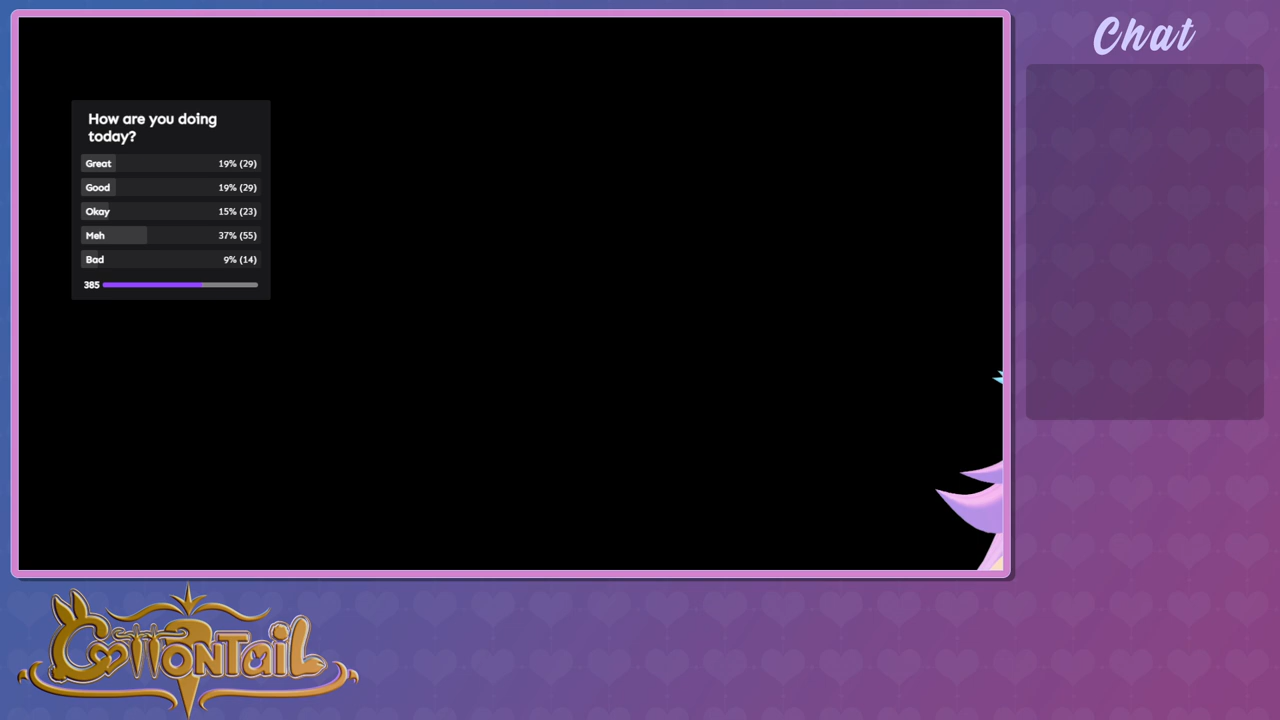 Chat
How are you doing
today?
Great 19% (29)
Good 19% (29)
Okay 15% (23)
Meh 37% (55)
Bad 9% (14)
385
CottonTail